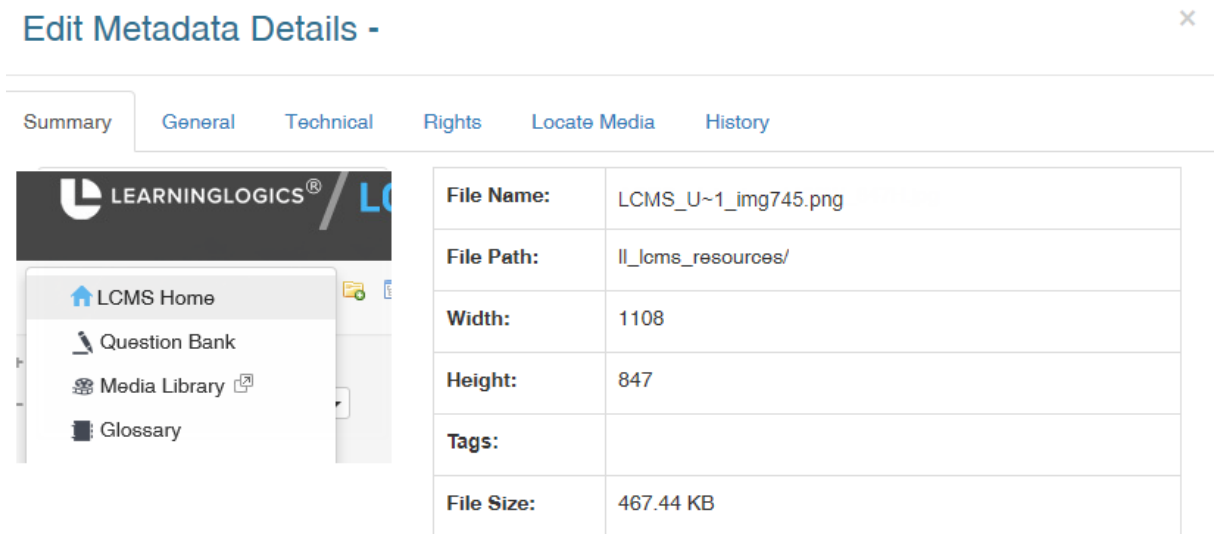 Edit Metadata Details -
Summary General Technical Rights Locate Media History
LEARNINGLOGICS® / LC
LCMS Home
Question Bank
Media Library
Glossary
File Name: LCMS_U~1_img745.png
File Path: ll_lcms_resources/
Width: 1108
Height: 847
Tags:
File Size: 467.44 KB